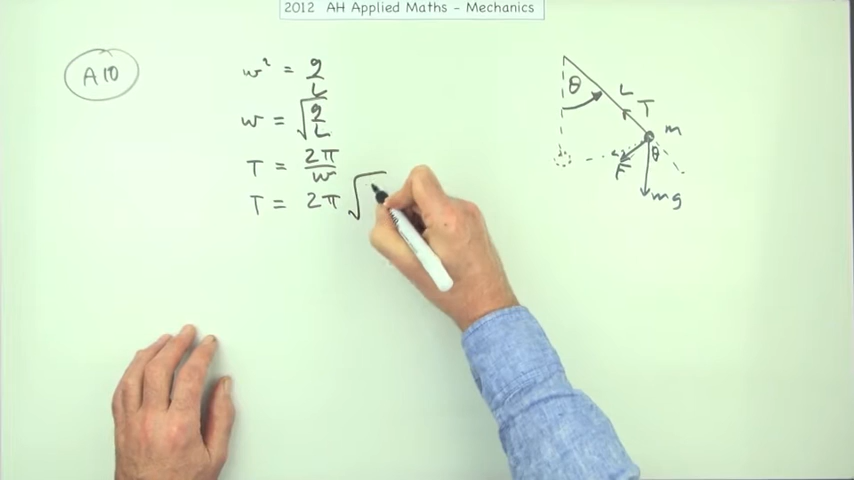 2012 AH Applied Maths - Mechanics
A10
w² = g/L
w = √(g/L)
T = 2π/w
T = 2π√
θ
L
T
m
θ
F
mg